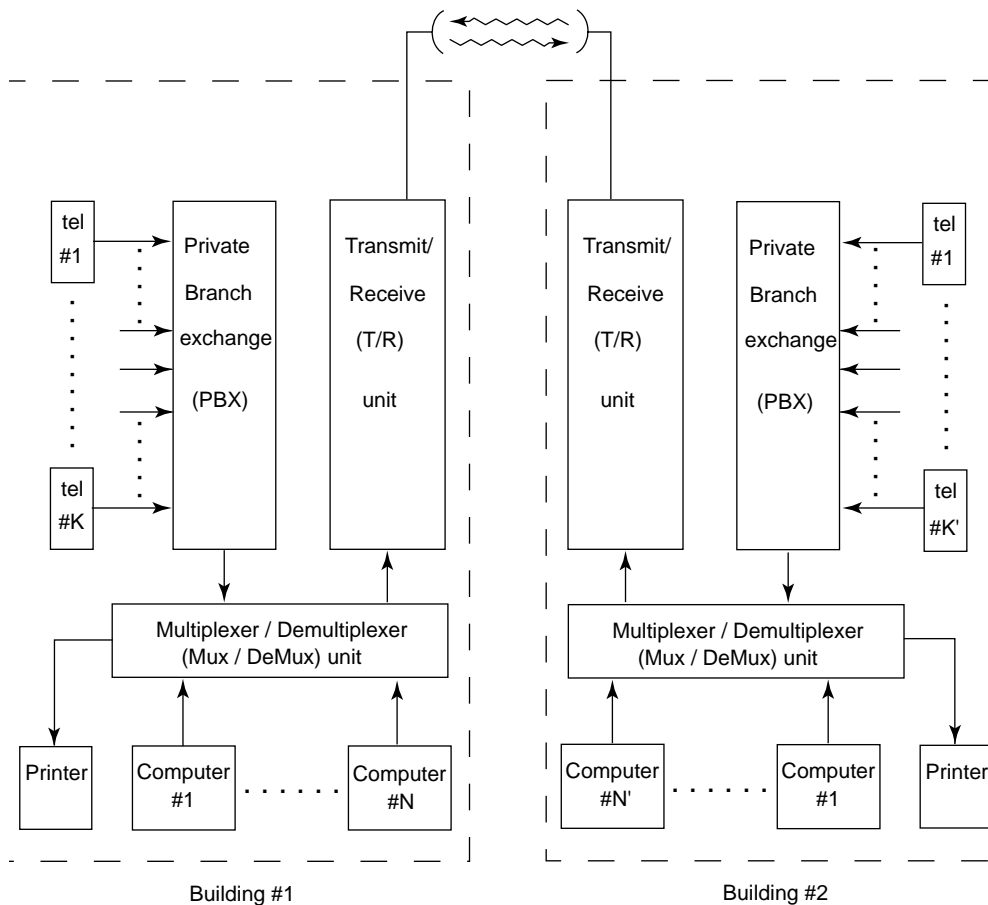 tel
#1
Private
Branch
exchange
(PBX)
tel
#K
Transmit/
Receive
(T/R)
unit
Multiplexer / Demultiplexer
(Mux / DeMux) unit
Printer
Computer
#1
Computer
#N
Building #1
Transmit/
Receive
(T/R)
unit
Private
Branch
exchange
(PBX)
tel
#1
tel
#K'
Multiplexer / Demultiplexer
(Mux / DeMux) unit
Computer
#N'
Computer
#1
Printer
Building #2